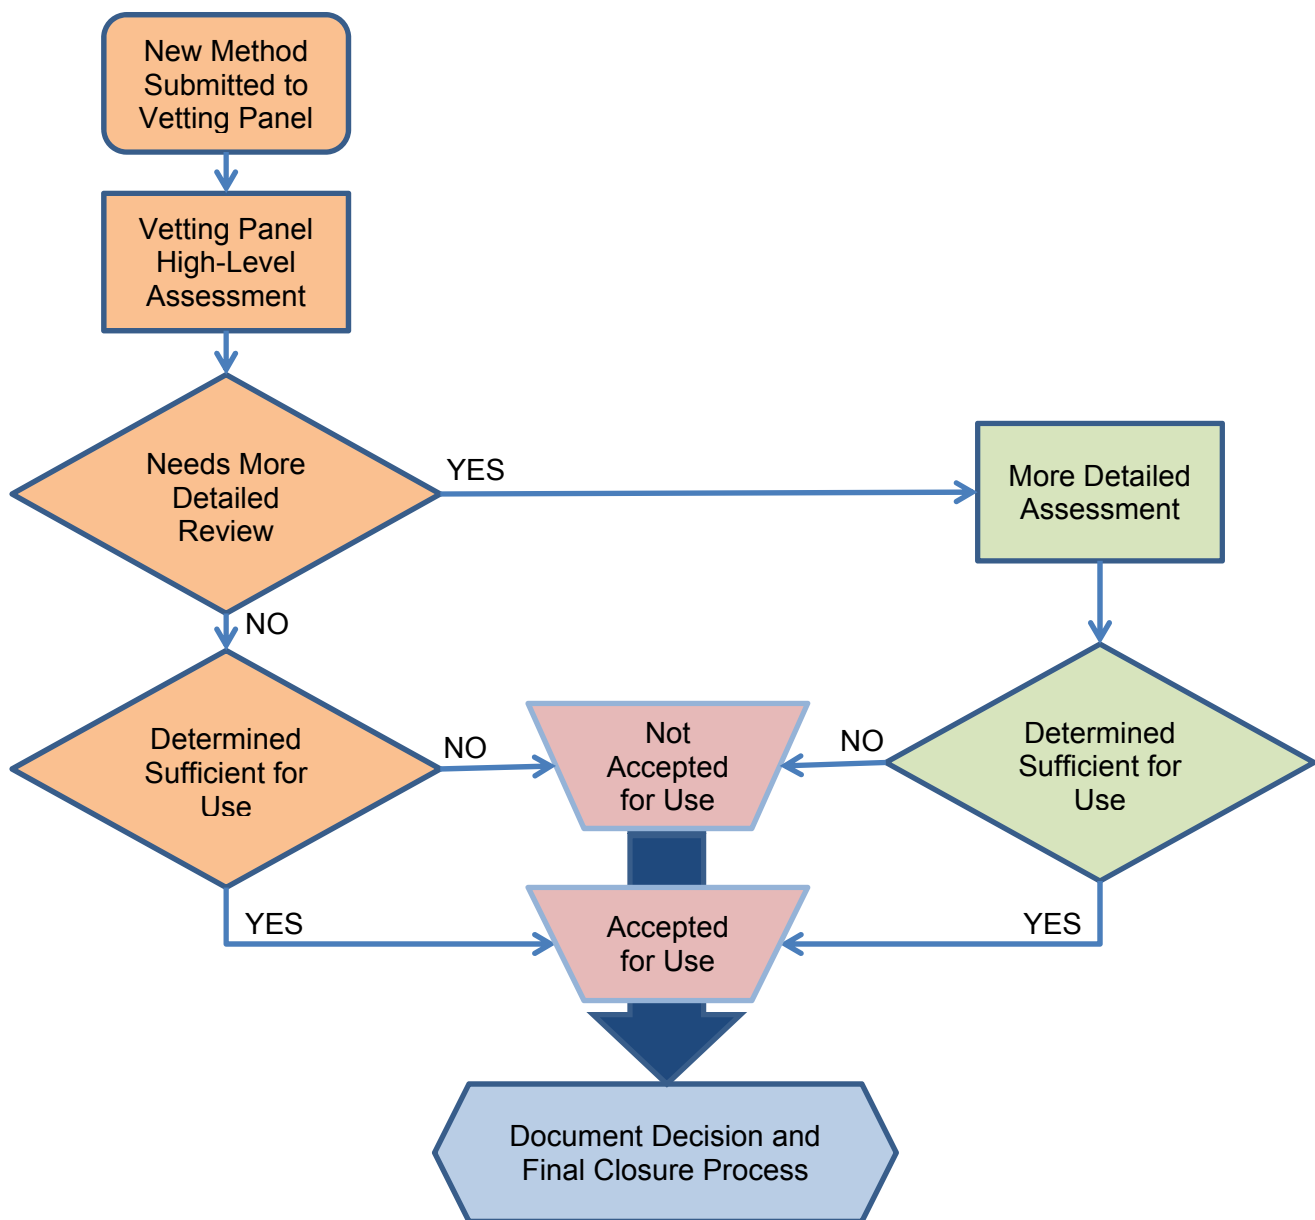 New Method
Submitted to
Vetting Panel
Vetting Panel
High-Level
Assessment
Needs More
Detailed
Review
YES
More Detailed
Assessment
NO
Determined
Sufficient for
Use
NO
Not
Accepted
for Use
NO
Determined
Sufficient for
Use
YES
Accepted
for Use
YES
Document Decision and
Final Closure Process